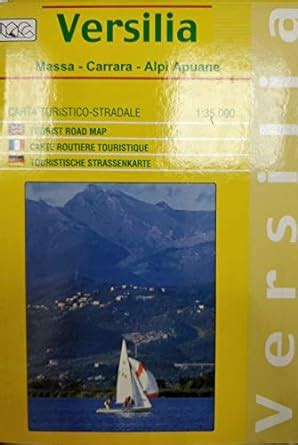 LAC
Versilia
Massa - Carrara - Alpi Apuane
CARTA TURISTICO-STRADALE 1:35.000
TOURIST ROAD MAP
CARTE ROUTIERE TOURISTIQUE
TOURISTISCHE STRASSENKARTE
versilia